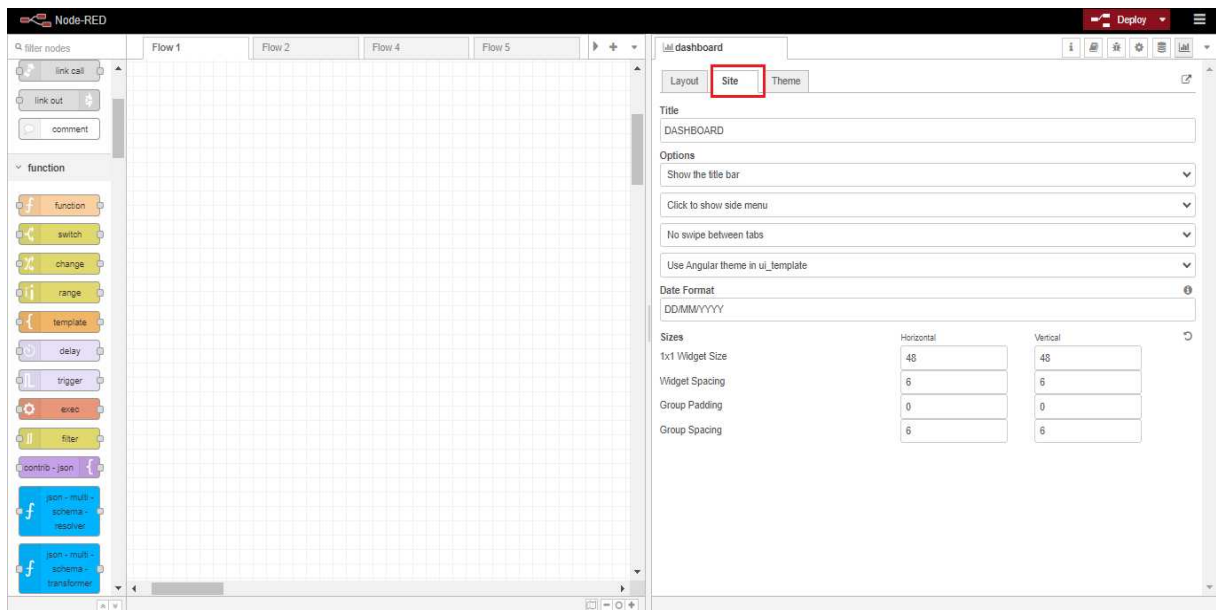 Node-RED
Deploy
filter nodes
Flow 1
Flow 2
Flow 4
Flow 5
dashboard
i
link call
link out
comment
function
function
switch
change
range
template
delay
trigger
exec
filter
contrib - json
json - multi -
schema -
resolver
json - multi -
schema -
transformer
Layout
Site
Theme
Title
DASHBOARD
Options
Show the title bar
Click to show side menu
No swipe between tabs
Use Angular theme in ui_template
Date Format
DD/MM/YYYY
Sizes Horizontal Vertical
1x1 Widget Size 48 48
Widget Spacing 6 6
Group Padding 0 0
Group Spacing 6 6